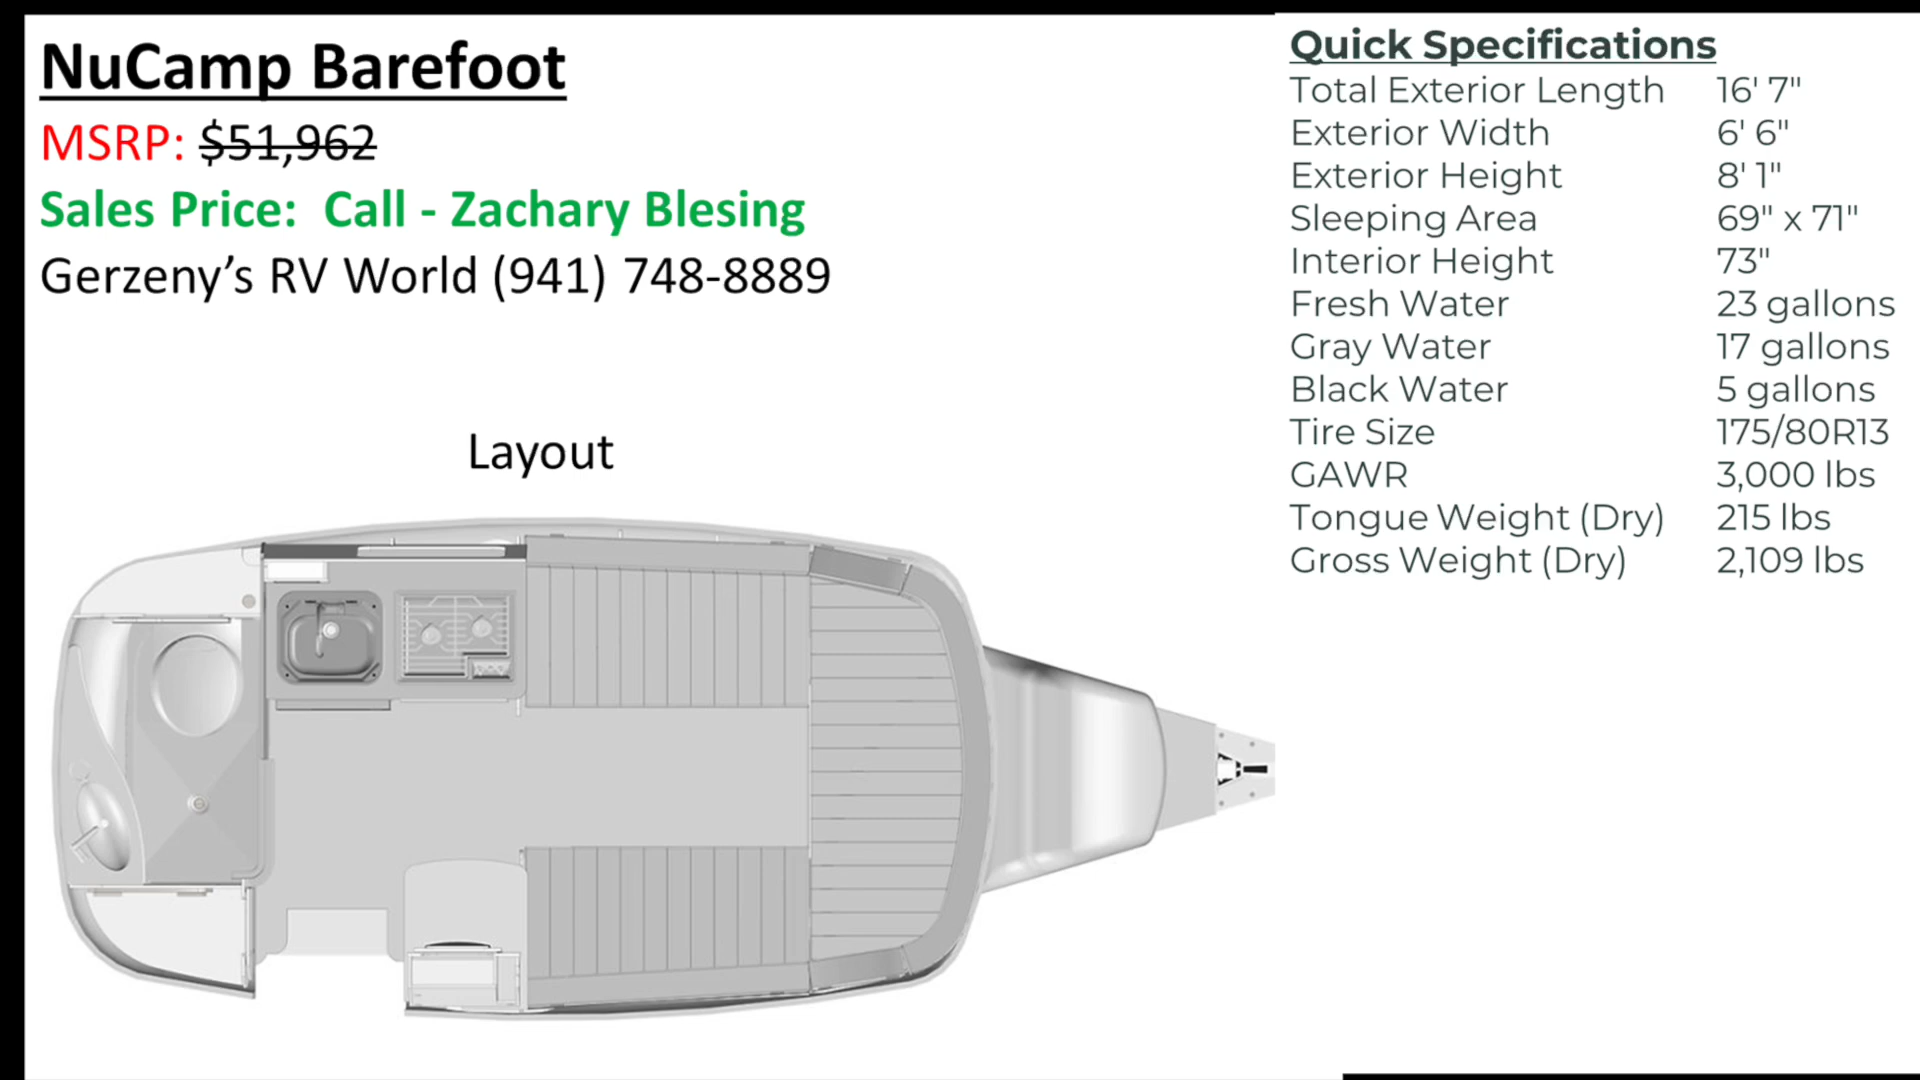 NuCamp Barefoot
MSRP: $51,962
Sales Price: Call - Zachary Blesing
Gerzeny’s RV World (941) 748-8889
Layout
Quick Specifications
Total Exterior Length 16' 7"
Exterior Width 6' 6"
Exterior Height 8' 1"
Sleeping Area 69" x 71"
Interior Height 73"
Fresh Water 23 gallons
Gray Water 17 gallons
Black Water 5 gallons
Tire Size 175/80R13
GAWR 3,000 lbs
Tongue Weight (Dry) 215 lbs
Gross Weight (Dry) 2,109 lbs